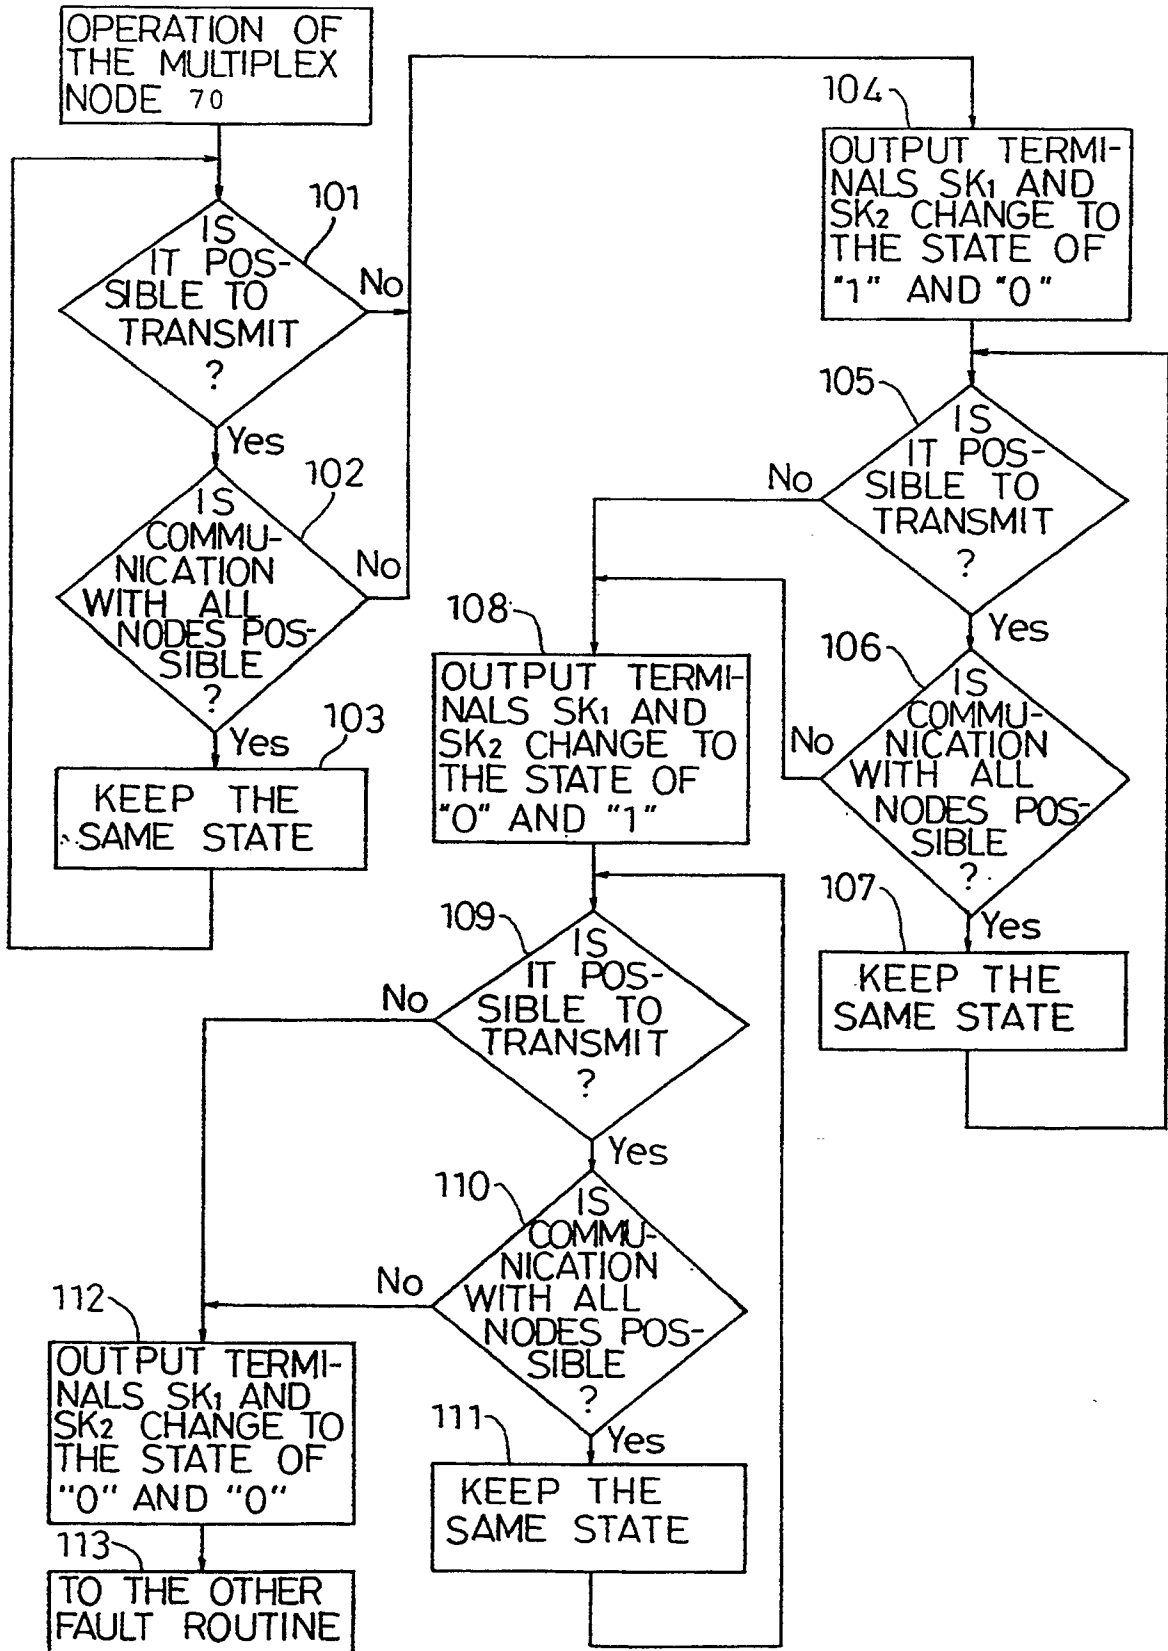 OPERATION OF
THE MULTIPLEX
NODE 70
101
IS
IT POS-
SIBLE TO
TRANSMIT
?
No
Yes
102
IS
COMMU-
NICATION
WITH ALL
NODES POS-
SIBLE
?
No
Yes
103
KEEP THE
SAME STATE
104
OUTPUT TERMI-
NALS SK1 AND
SK2 CHANGE TO
THE STATE OF
"1" AND "0"
105
IS
IT POS-
SIBLE TO
TRANSMIT
?
No
Yes
106
IS
COMMU-
NICATION
WITH ALL
NODES POS-
SIBLE
?
No
Yes
107
KEEP THE
SAME STATE
108
OUTPUT TERMI-
NALS SK1 AND
SK2 CHANGE TO
THE STATE OF
"0" AND "1"
109
IS
IT POS-
SIBLE TO
TRANSMIT
?
No
Yes
110
IS
COMMU-
NICATION
WITH ALL
NODES POS-
SIBLE
?
No
Yes
111
KEEP THE
SAME STATE
112
OUTPUT TERMI-
NALS SK1 AND
SK2 CHANGE TO
THE STATE OF
"0" AND "0"
113
TO THE OTHER
FAULT ROUTINE